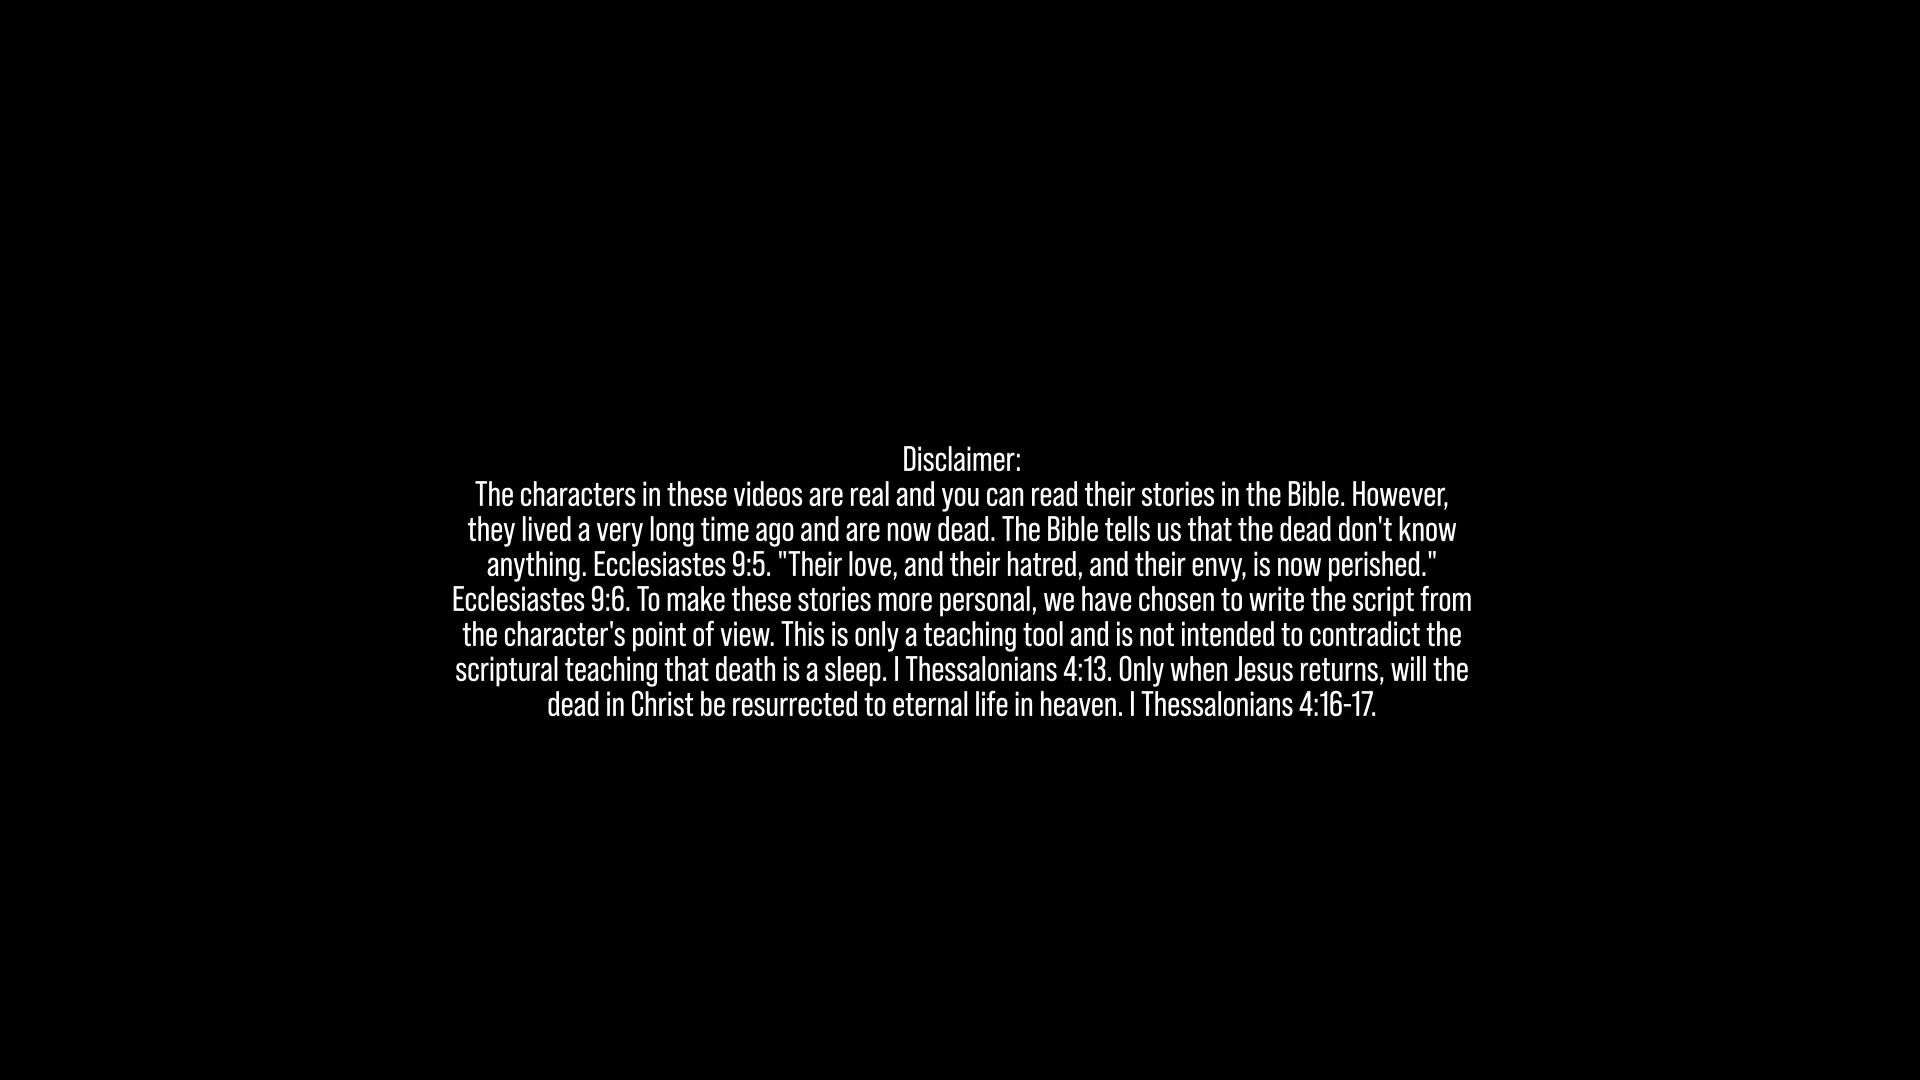 Disclaimer:
The characters in these videos are real and you can read their stories in the Bible. However,
they lived a very long time ago and are now dead. The Bible tells us that the dead don't know
anything. Ecclesiastes 9:5. "Their love, and their hatred, and their envy, is now perished."
Ecclesiastes 9:6. To make these stories more personal, we have chosen to write the script from
the character's point of view. This is only a teaching tool and is not intended to contradict the
scriptural teaching that death is a sleep. I Thessalonians 4:13. Only when Jesus returns, will the
dead in Christ be resurrected to eternal life in heaven. I Thessalonians 4:16-17.